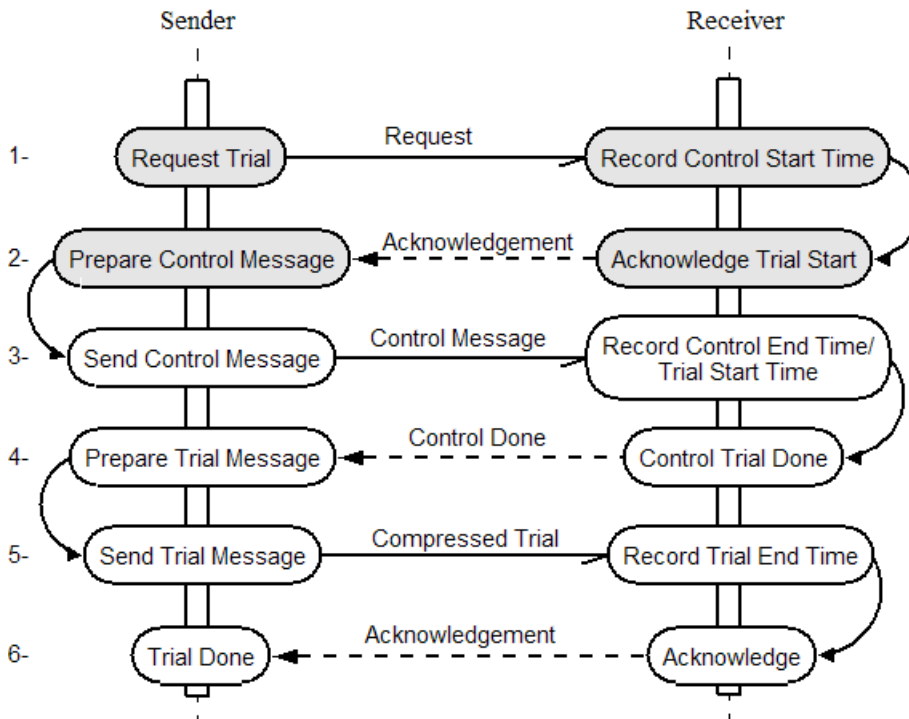 Sender
Receiver
1-
Request Trial
Request
Record Control Start Time
2-
Prepare Control Message
Acknowledgement
Acknowledge Trial Start
3-
Send Control Message
Control Message
Record Control End Time/
Trial Start Time
4-
Prepare Trial Message
Control Done
Control Trial Done
5-
Send Trial Message
Compressed Trial
Record Trial End Time
6-
Trial Done
Acknowledgement
Acknowledge